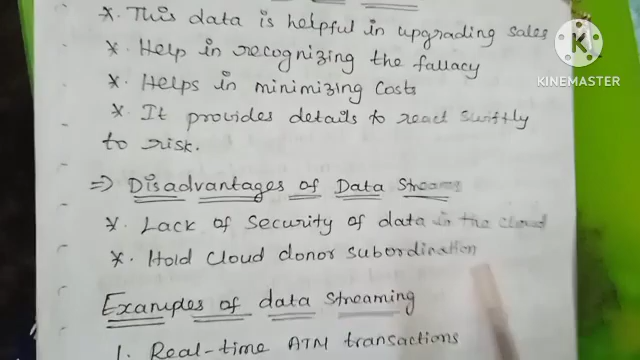 * This data is helpful in upgrading sales
* Help in recognizing the fallacy
* Helps in minimizing Costs
* It provides details to react swiftly
to risk.
=> Disadvantages of Data Streams
* Lack of Security of data in the cloud
* Hold Cloud donor subordination
Examples of data streaming
1. Real-time ATM transactions
K
KINEMASTER